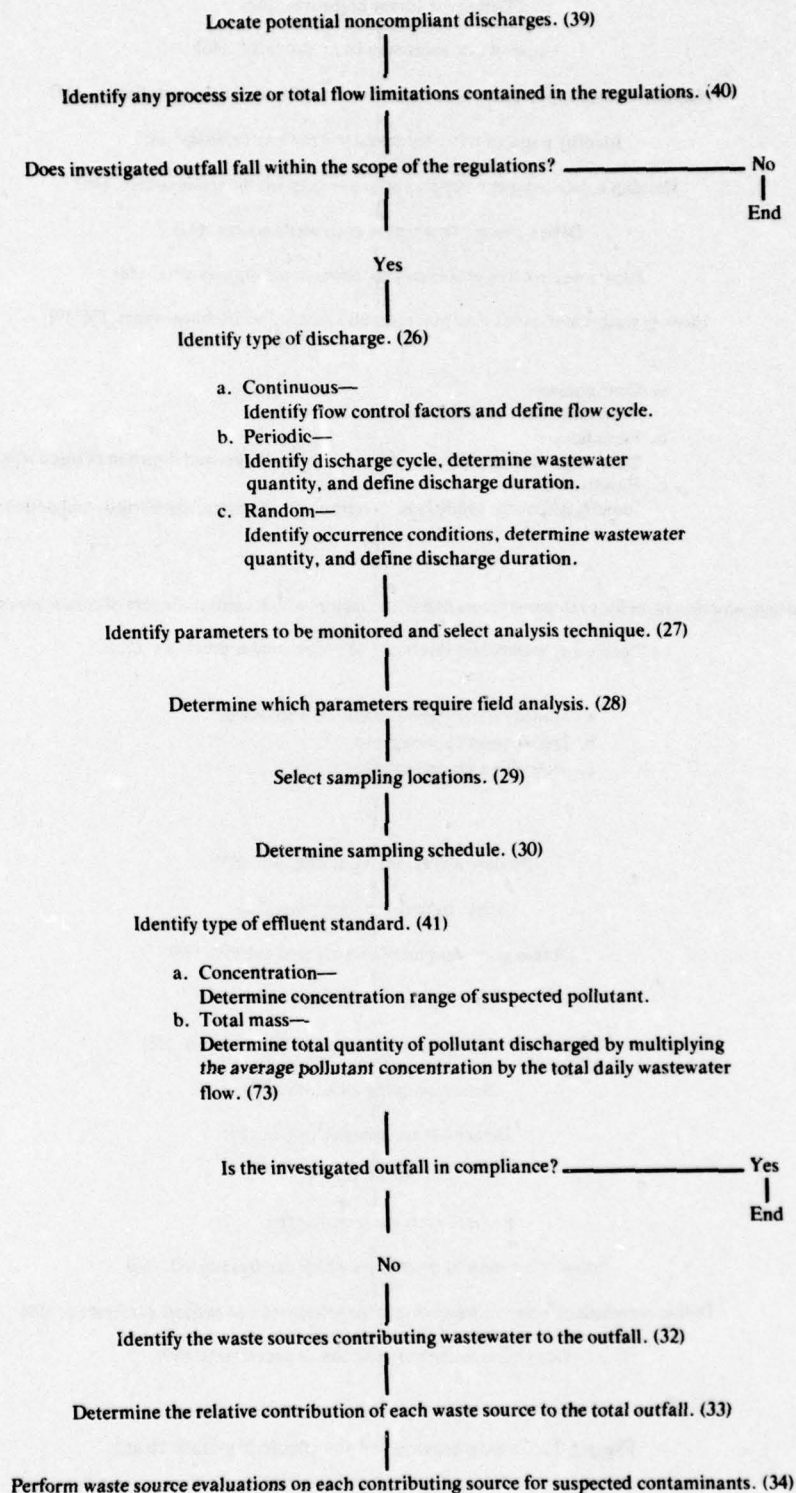 Locate potential noncompliant discharges. (39)
Identify any process size or total flow limitations contained in the regulations. (40)
Does investigated outfall fall within the scope of the regulations? No
End
Yes
Identify type of discharge. (26)
a. Continuous—
Identify flow control factors and define flow cycle.
b. Periodic—
Identify discharge cycle, determine wastewater
quantity, and define discharge duration.
c. Random—
Identify occurrence conditions, determine wastewater
quantity, and define discharge duration.
Identify parameters to be monitored and select analysis technique. (27)
Determine which parameters require field analysis. (28)
Select sampling locations. (29)
Determine sampling schedule. (30)
Identify type of effluent standard. (41)
a. Concentration—
Determine concentration range of suspected pollutant.
b. Total mass—
Determine total quantity of pollutant discharged by multiplying
the average pollutant concentration by the total daily wastewater
flow. (73)
Is the investigated outfall in compliance? Yes
End
No
Identify the waste sources contributing wastewater to the outfall. (32)
Determine the relative contribution of each waste source to the total outfall. (33)
Perform waste source evaluations on each contributing source for suspected contaminants. (34)